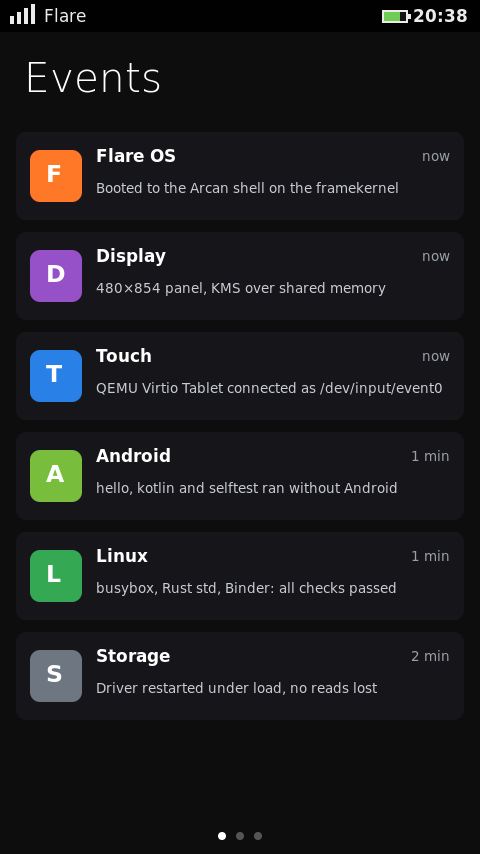 Flare
20:38
Events
F
Flare OS
now
Booted to the Arcan shell on the framekernel
D
Display
now
480×854 panel, KMS over shared memory
T
Touch
now
QEMU Virtio Tablet connected as /dev/input/event0
A
Android
1 min
hello, kotlin and selftest ran without Android
L
Linux
1 min
busybox, Rust std, Binder: all checks passed
S
Storage
2 min
Driver restarted under load, no reads lost